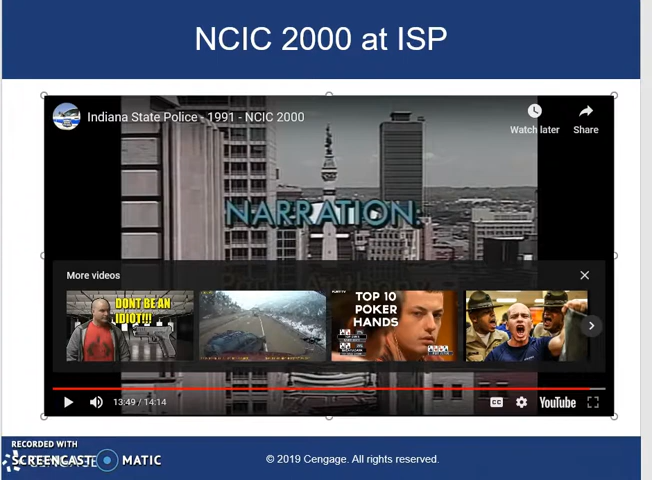 NCIC 2000 at ISP
Indiana State Police - 1991 - NCIC 2000
Watch later
Share
NARRATION:
More videos
DONT BE AN
IDIOT!!!
TOP 10
POKER
HANDS
13:49 / 14:14
CC
YouTube
RECORDED WITH
SCREENCAST MATIC
© 2019 Cengage. All rights reserved.